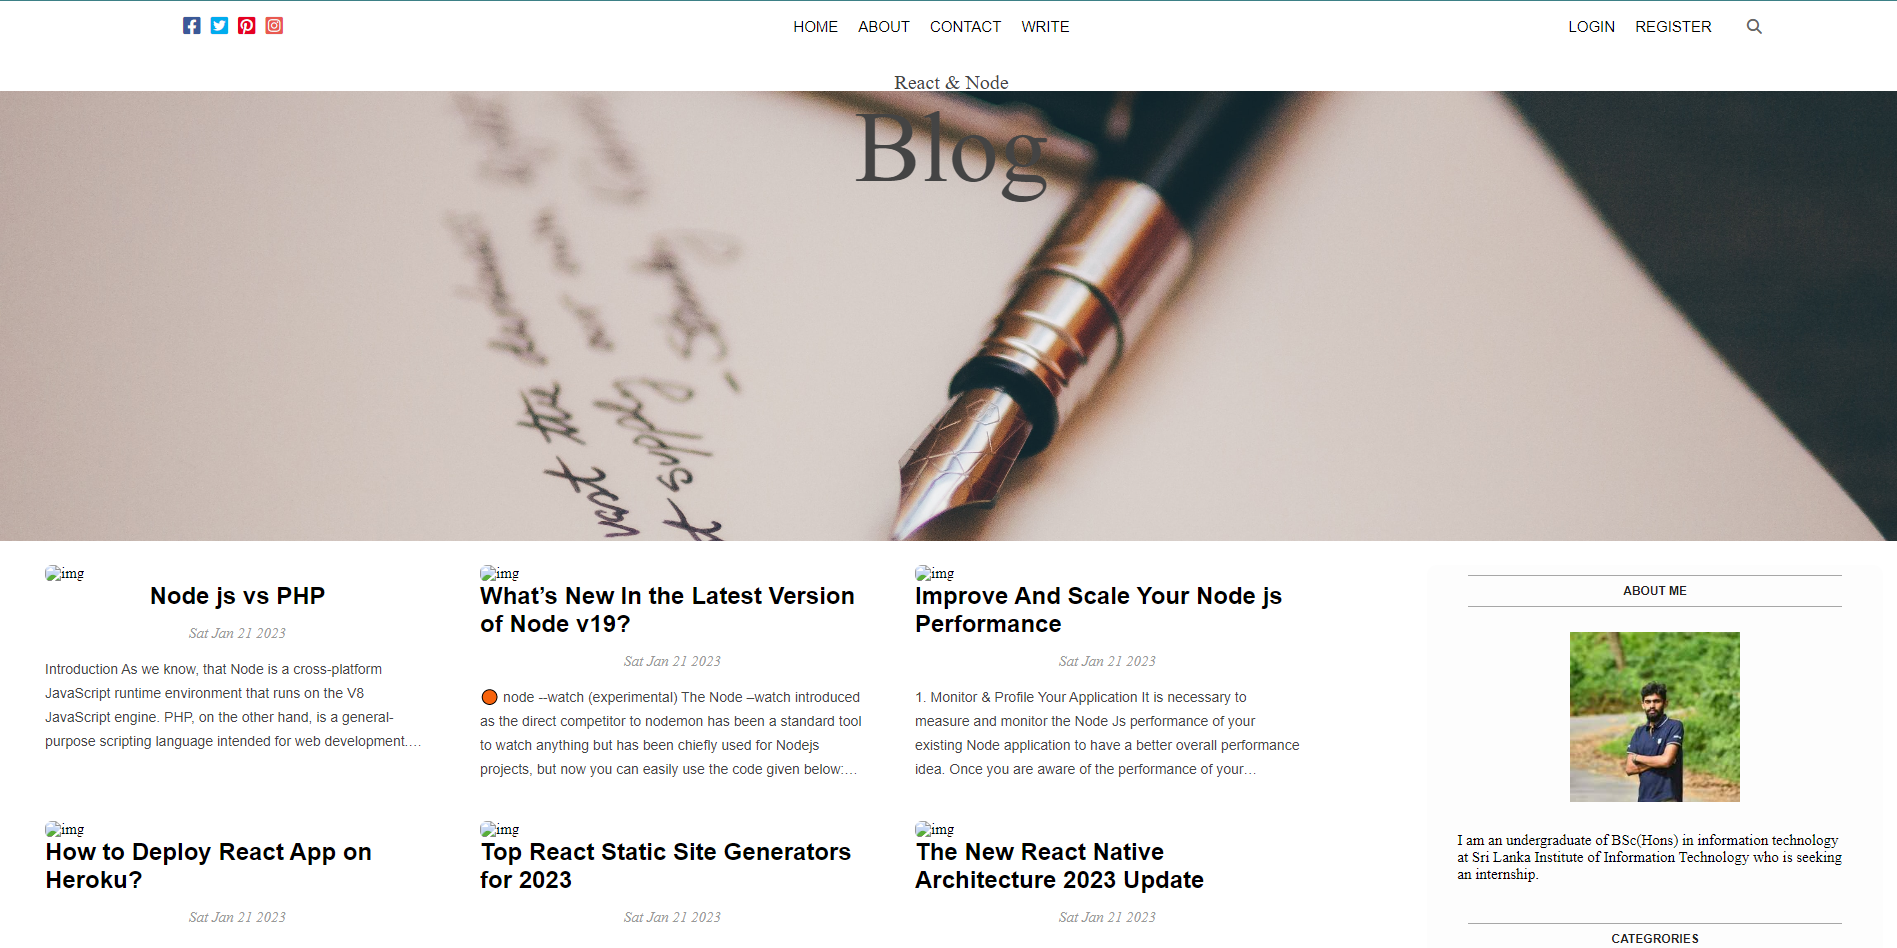 HOME ABOUT CONTACT WRITE
LOGIN REGISTER
React & Node
Blog
vat the
t supply
img
Node js vs PHP
Sat Jan 21 2023
Introduction As we know, that Node is a cross-platform
JavaScript runtime environment that runs on the V8
JavaScript engine. PHP, on the other hand, is a general-
purpose scripting language intended for web development.…
img
What’s New In the Latest Version
of Node v19?
Sat Jan 21 2023
node --watch (experimental) The Node –watch introduced
as the direct competitor to nodemon has been a standard tool
to watch anything but has been chiefly used for Nodejs
projects, but now you can easily use the code given below:…
img
Improve And Scale Your Node js
Performance
Sat Jan 21 2023
1. Monitor & Profile Your Application It is necessary to
measure and monitor the Node Js performance of your
existing Node application to have a better overall performance
idea. Once you are aware of the performance of your…
img
How to Deploy React App on
Heroku?
Sat Jan 21 2023
img
Top React Static Site Generators
for 2023
Sat Jan 21 2023
img
The New React Native
Architecture 2023 Update
Sat Jan 21 2023
ABOUT ME
I am an undergraduate of BSc(Hons) in information technology
at Sri Lanka Institute of Information Technology who is seeking
an internship.
CATEGRORIES